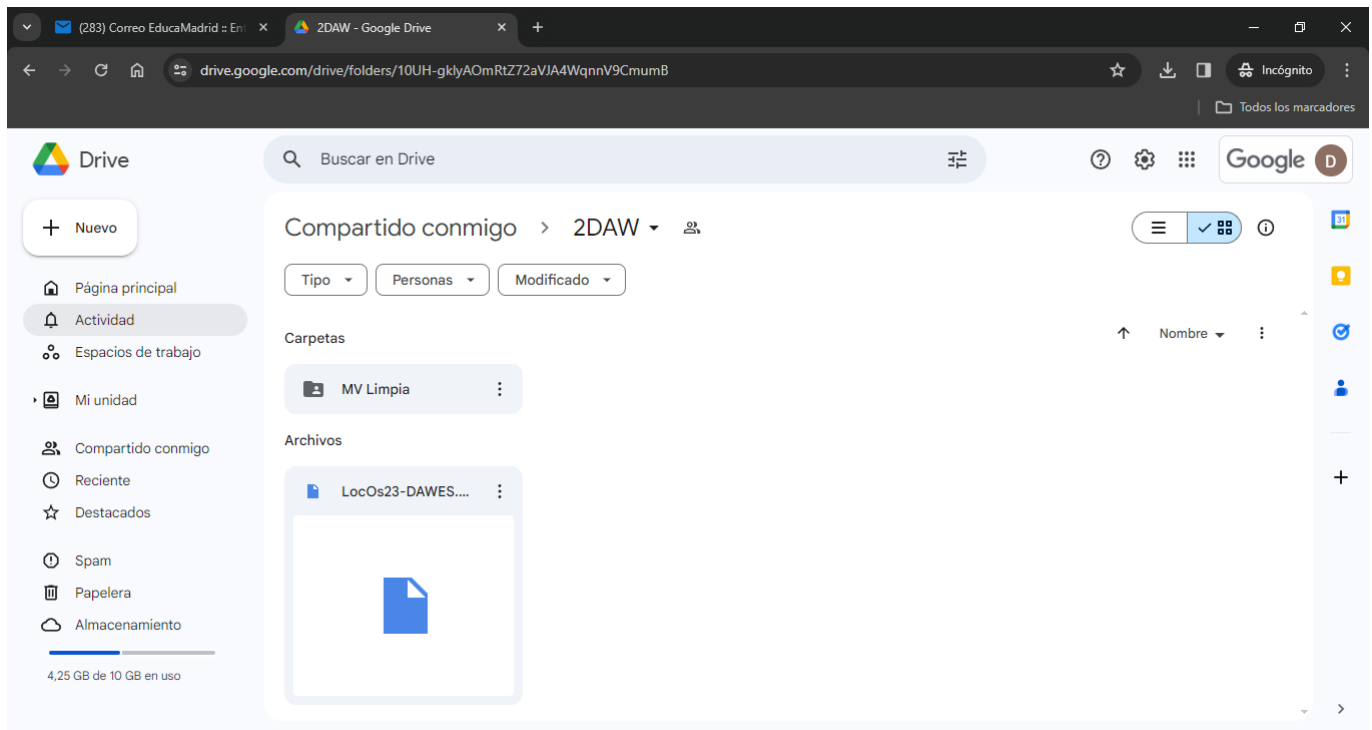 (283) Correo EducaMadrid :: Ent
2DAW - Google Drive
drive.google.com/drive/folders/10UH-gklyAOmRtZ72aVJA4WqnnV9CmumB
Incógnito
Todos los marcadores
Drive
Buscar en Drive
Google
D
Nuevo
Compartido conmigo > 2DAW
31
Tipo
Personas
Modificado
Página principal
Actividad
Espacios de trabajo
Mi unidad
Compartido conmigo
Reciente
Destacados
Spam
Papelera
Almacenamiento
4,25 GB de 10 GB en uso
Carpetas
Nombre
MV Limpia
Archivos
LocOs23-DAWES....